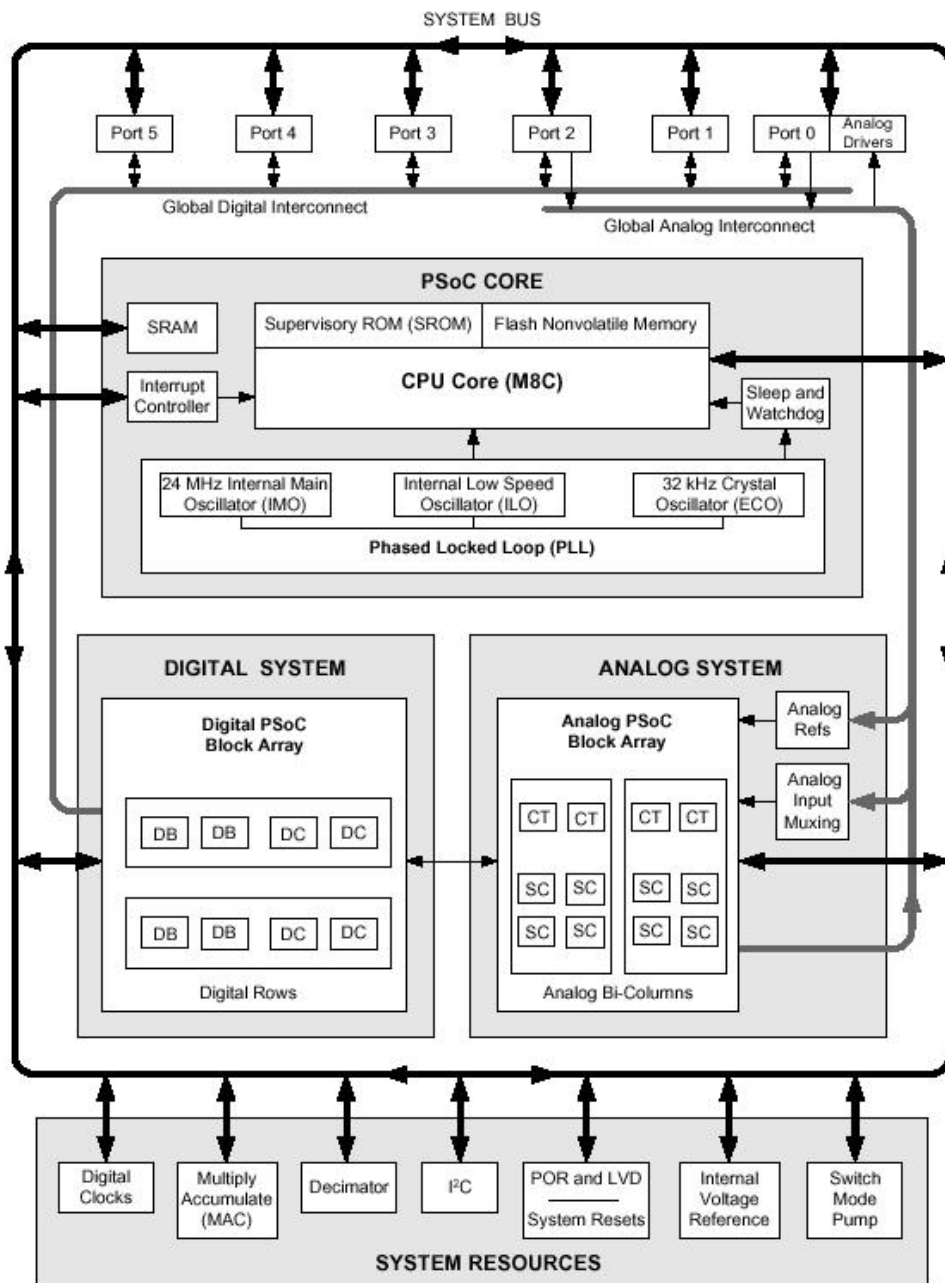 SYSTEM BUS
Port 5
Port 4
Port 3
Port 2
Port 1
Port 0
Analog
Drivers
Global Digital Interconnect
Global Analog Interconnect
PSoC CORE
SRAM
Supervisory ROM (SROM)
Flash Nonvolatile Memory
CPU Core (M8C)
Interrupt
Controller
Sleep and
Watchdog
24 MHz Internal Main
Oscillator (IMO)
Internal Low Speed
Oscillator (ILO)
32 kHz Crystal
Oscillator (ECO)
Phased Locked Loop (PLL)
DIGITAL SYSTEM
Digital PSoC
Block Array
DB DB DC DC
DB DB DC DC
Digital Rows
ANALOG SYSTEM
Analog PSoC
Block Array
CT CT CT CT
SC SC SC SC
SC SC SC SC
Analog Bi-Columns
Analog
Refs
Analog
Input
Muxing
Digital
Clocks
Multiply
Accumulate
(MAC)
Decimator
I²C
POR and LVD
System Resets
Internal
Voltage
Reference
Switch
Mode
Pump
SYSTEM RESOURCES